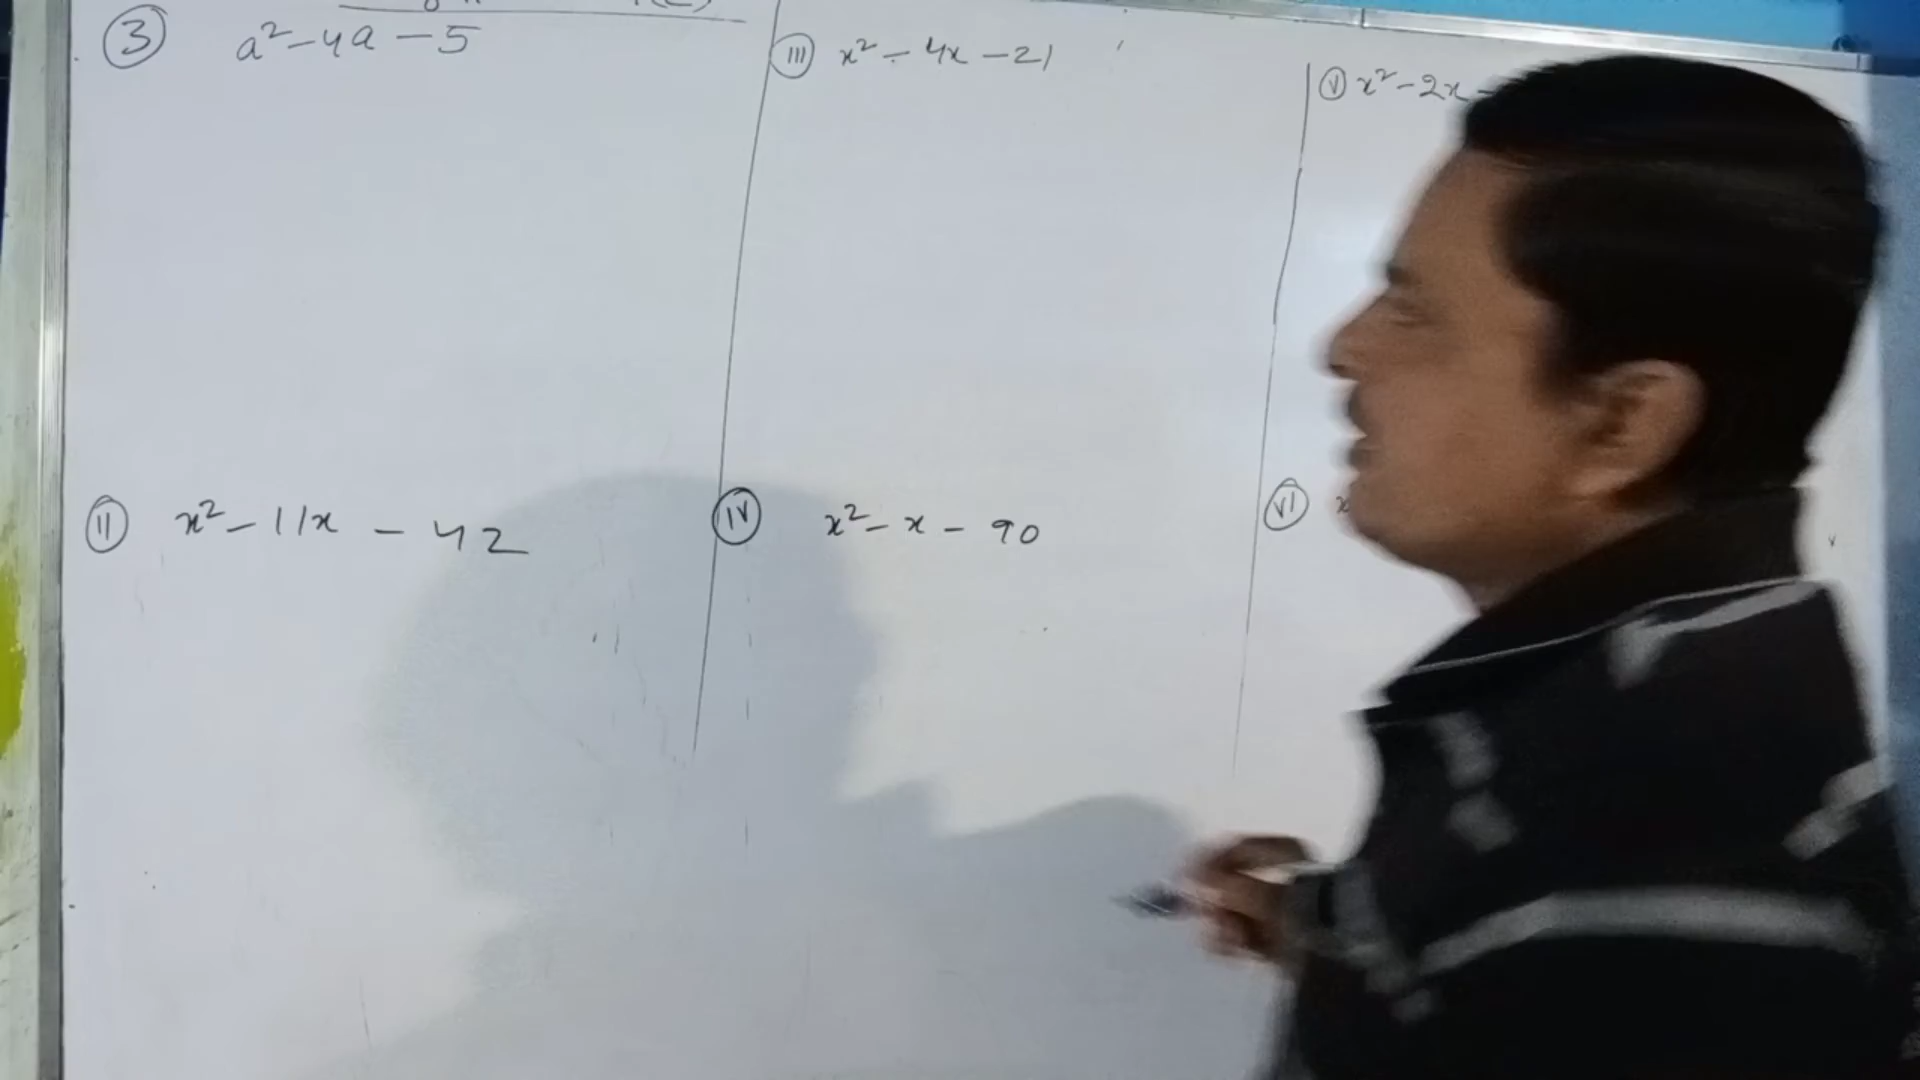 ③ a² - 4a - 5
(III) x² - 4x - 21
(V) x² - 2x -
(II) x² - 11x - 42
(IV) x² - x - 90
(VI) x